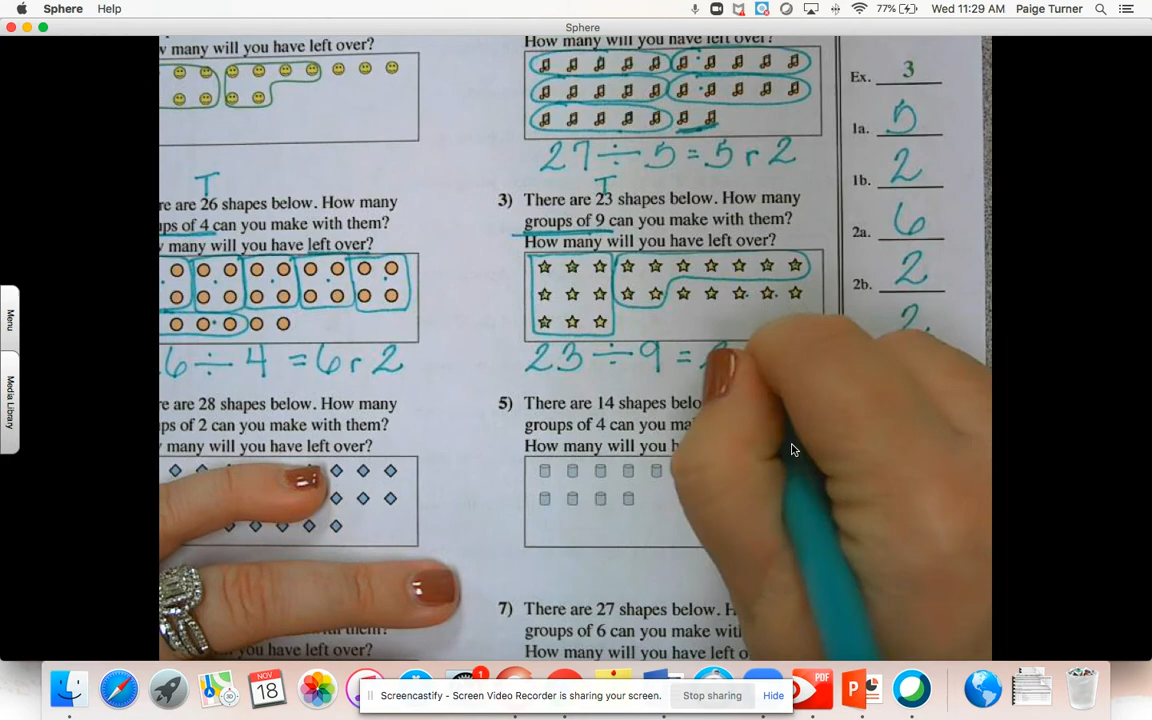 Sphere Help 77% Wed 11:29 AM Paige Turner
Sphere
many will you have left over?
26
re are 26 shapes below. How many
ups of 4 can you make with them?
many will you have left over?
6 ÷ 4 = 6 r 2
re are 28 shapes below. How many
ups of 2 can you make with them?
many will you have left over?
you have left over?
How many will you have left over?
27 ÷ 5 = 5 r 2
T
T
3) There are 23 shapes below. How many
groups of 9 can you make with them?
How many will you have left over?
23 ÷ 9 =
5) There are 14 shapes
groups of 4 can you
How many will you
7) There are 27 shapes below.
groups of 6 can you make
How many will you have left
Ex. 3
1a. 5
1b. 2
2a. 6
2b. 2
2
Menu
Media Library
NOV
18
1
PDF
Screencastify - Screen Video Recorder is sharing your screen. Stop sharing Hide